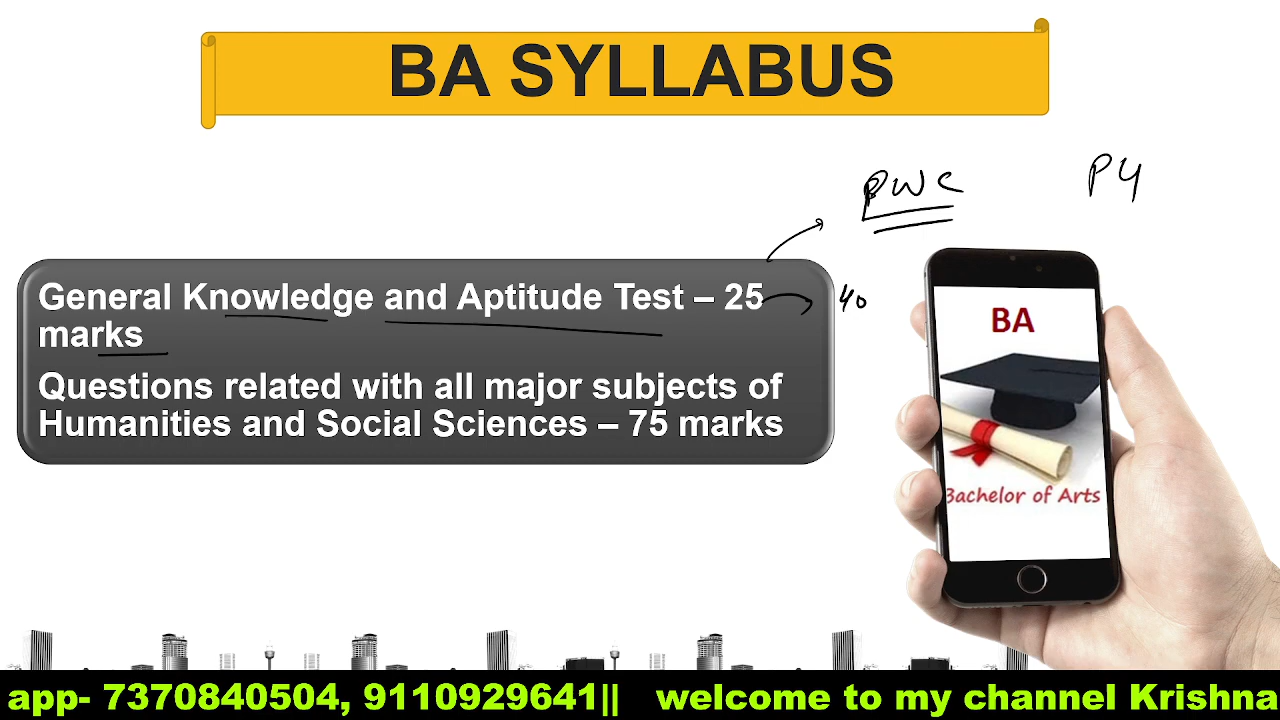 BA SYLLABUS
PWC
PY
General Knowledge and Aptitude Test – 25
marks
40
Questions related with all major subjects of
Humanities and Social Sciences – 75 marks
BA
Bachelor of Arts
app- 7370840504, 9110929641|| welcome to my channel Krishna